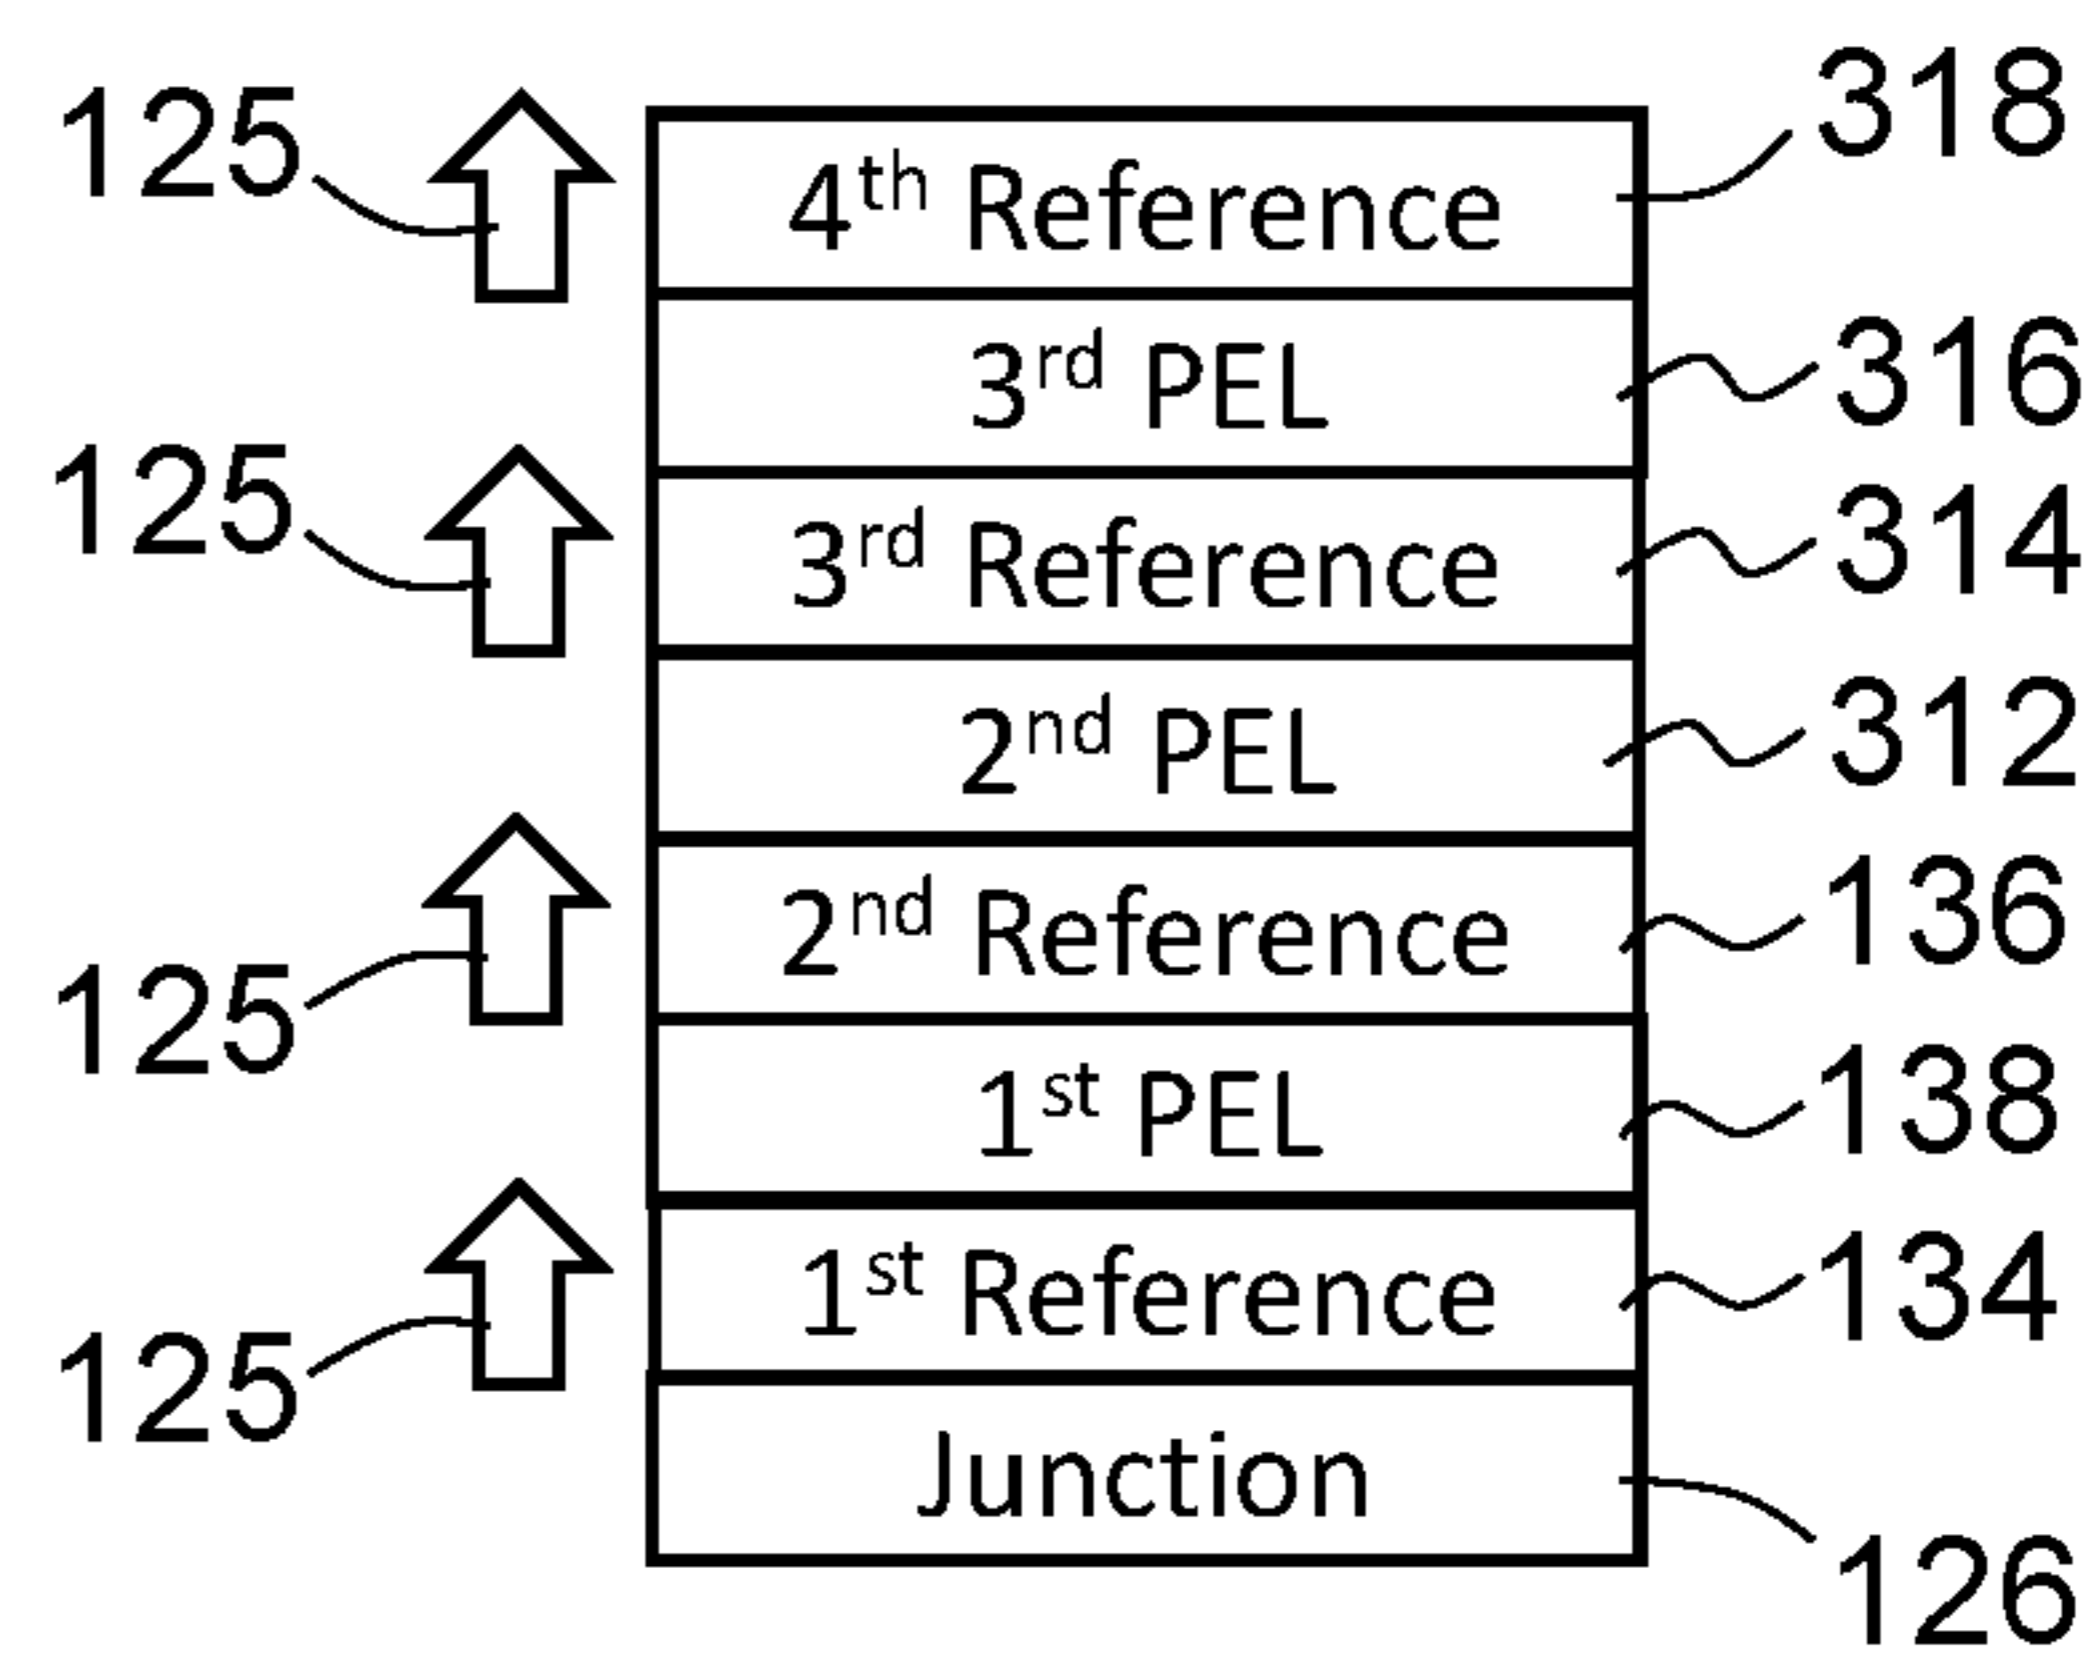 125 4th Reference 318
3rd PEL 316
125 3rd Reference 314
2nd PEL 312
125 2nd Reference 136
1st PEL 138
125 1st Reference 134
Junction 126